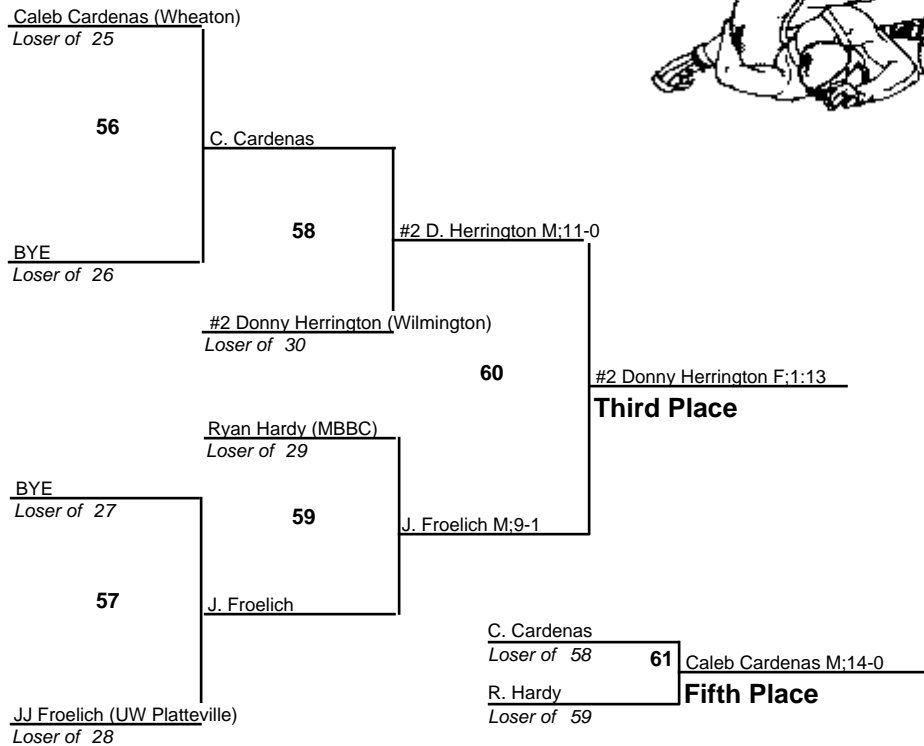 Caleb Cardenas (Wheaton)
Loser of 25
56
C. Cardenas
58
#2 D. Herrington M;11-0
BYE
Loser of 26
#2 Donny Herrington (Wilmington)
Loser of 30
60
#2 Donny Herrington F;1:13
Third Place
Ryan Hardy (MBBC)
Loser of 29
BYE
Loser of 27
59
J. Froelich M;9-1
57
J. Froelich
C. Cardenas
Loser of 58
61
Caleb Cardenas M;14-0
Fifth Place
R. Hardy
Loser of 59
JJ Froelich (UW Platteville)
Loser of 28